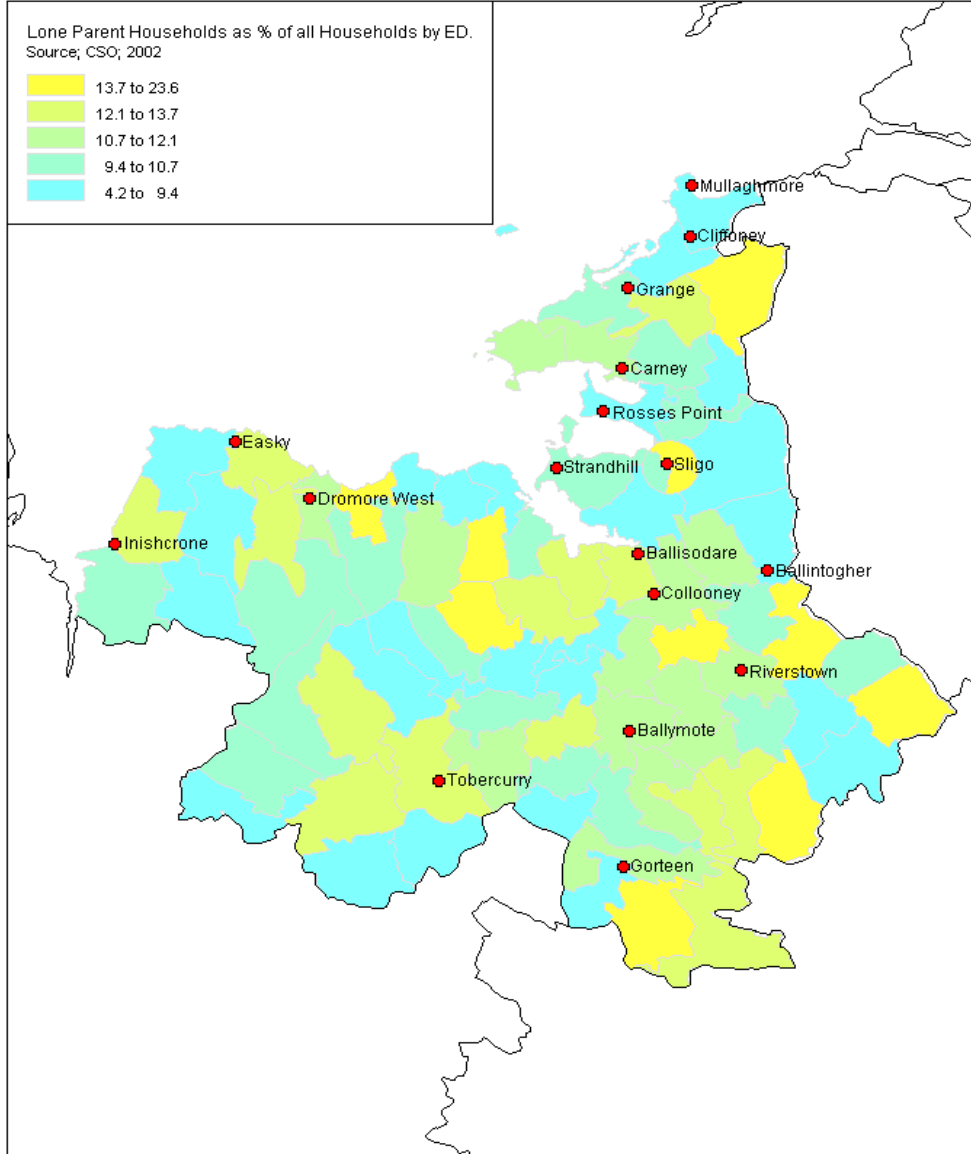 Lone Parent Households as % of all Households by ED.
Source; CSO; 2002
13.7 to 23.6
12.1 to 13.7
10.7 to 12.1
9.4 to 10.7
4.2 to 9.4
Mullaghmore
Cliffoney
Grange
Carney
Rosses Point
Easky
Strandhill
Sligo
Dromore West
Inishcrone
Ballisodare
Ballintogher
Collooney
Riverstown
Ballymote
Tobercurry
Gorteen